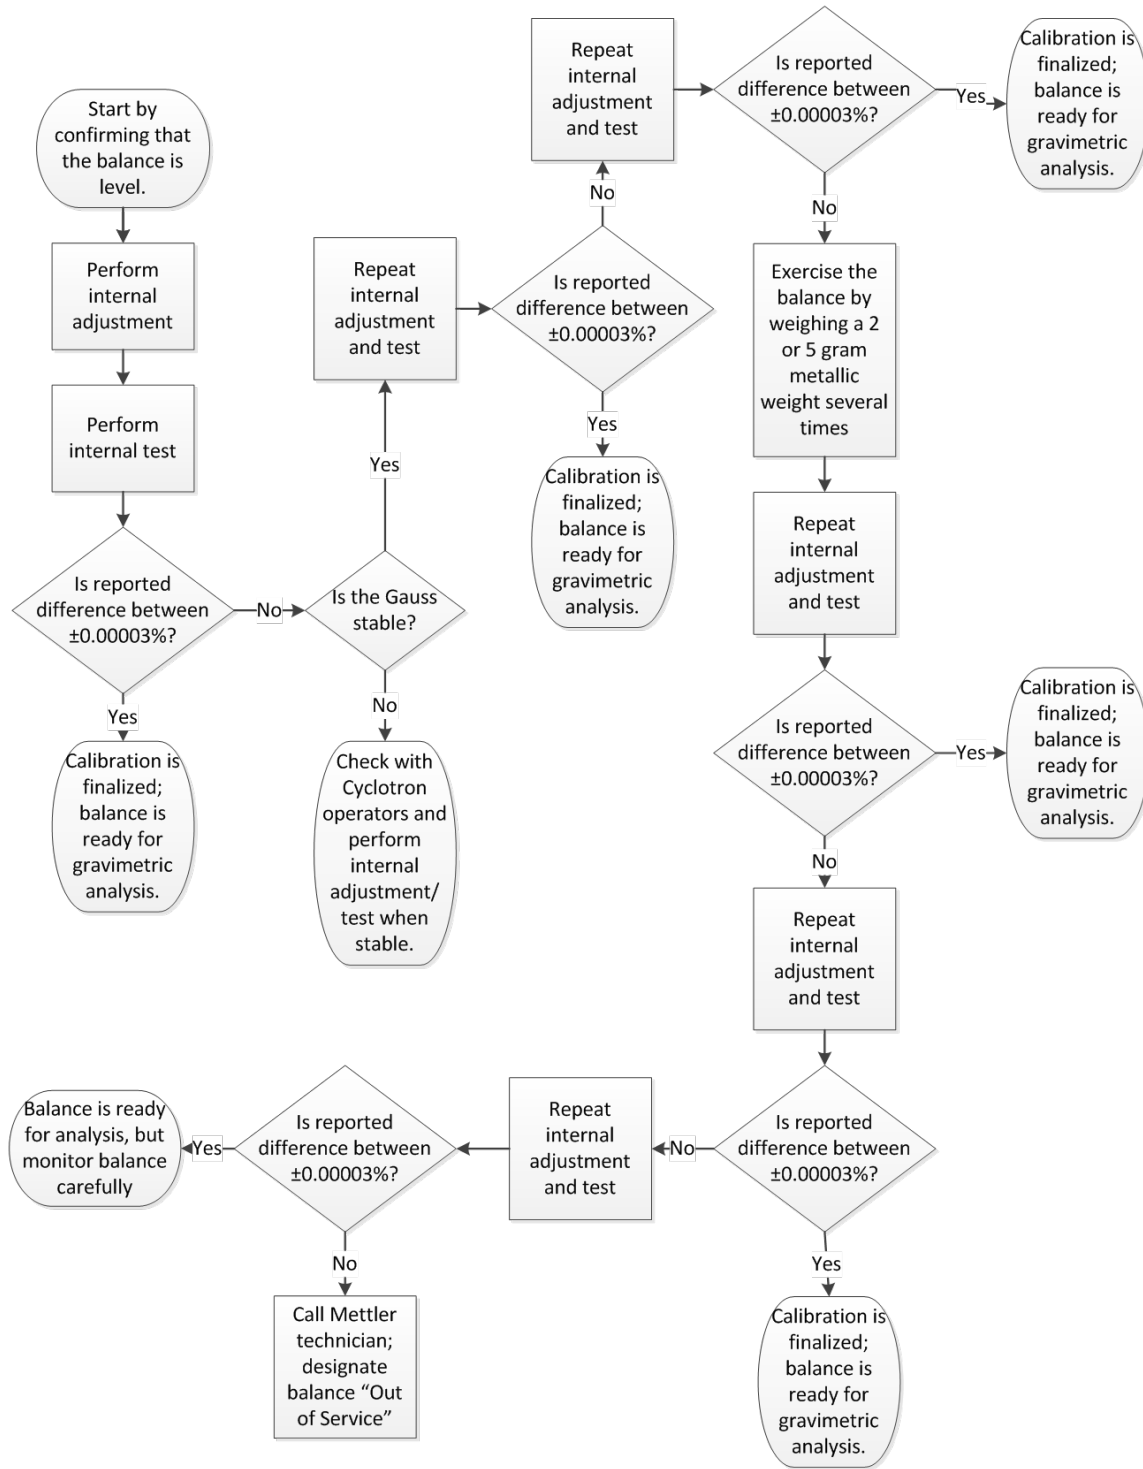 Start by
confirming that
the balance is
level.
Perform
internal
adjustment
Perform
internal test
Is reported
difference between
±0.00003%?
Yes
Calibration is
finalized;
balance is
ready for
gravimetric
analysis.
No
Is the Gauss
stable?
No
Check with
Cyclotron
operators and
perform
internal
adjustment/
test when
stable.
Yes
Repeat
internal
adjustment
and test
Is reported
difference between
±0.00003%?
Yes
Calibration is
finalized;
balance is
ready for
gravimetric
analysis.
No
Repeat
internal
adjustment
and test
Is reported
difference between
±0.00003%?
Yes
Calibration is
finalized;
balance is
ready for
gravimetric
analysis.
No
Exercise the
balance by
weighing a 2
or 5 gram
metallic
weight several
times
Repeat
internal
adjustment
and test
Is reported
difference between
±0.00003%?
Yes
Calibration is
finalized;
balance is
ready for
gravimetric
analysis.
No
Repeat
internal
adjustment
and test
Is reported
difference between
±0.00003%?
Yes
Calibration is
finalized;
balance is
ready for
gravimetric
analysis.
No
Repeat
internal
adjustment
and test
Is reported
difference between
±0.00003%?
Yes
Balance is ready
for analysis, but
monitor balance
carefully
No
Call Mettler
technician;
designate
balance “Out
of Service”